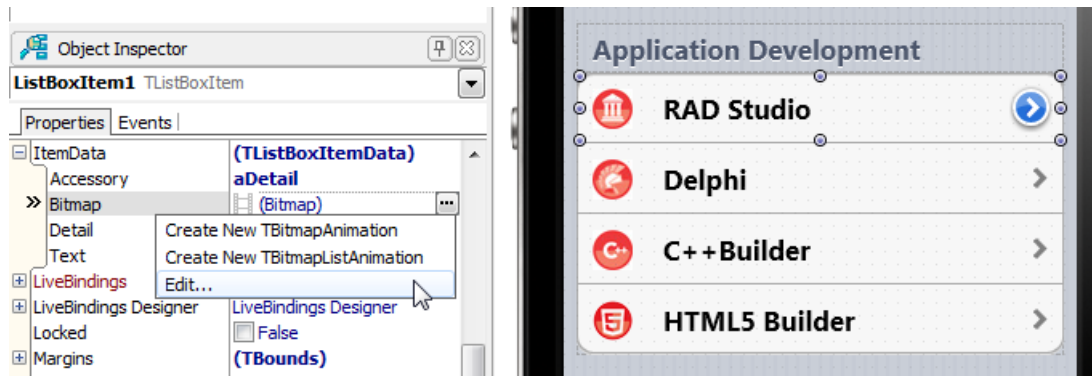 Object Inspector
ListBoxItem1 TListBoxItem
Properties Events
ItemData (TListBoxItemData)
Accessory aDetail
Bitmap (Bitmap) ...
Detail
Text
Create New TBitmapAnimation
Create New TBitmapListAnimation
Edit...
LiveBindings
LiveBindings Designer LiveBindings Designer
Locked False
Margins (TBounds)
Application Development
RAD Studio
Delphi
C++ C++Builder
5 HTML5 Builder